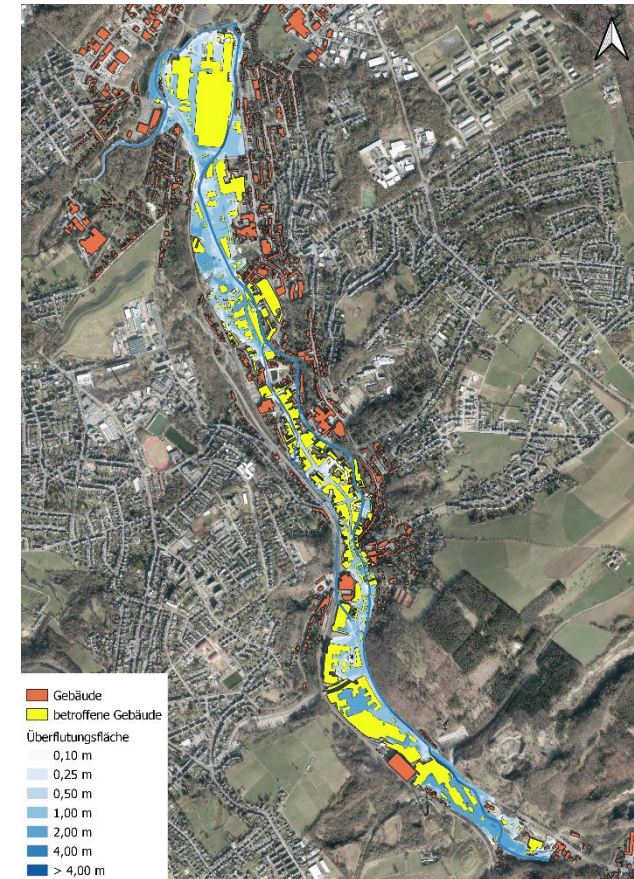 Gebäude
betroffene Gebäude
Überflutungsfläche
0,10 m
0,25 m
0,50 m
1,00 m
2,00 m
4,00 m
> 4,00 m